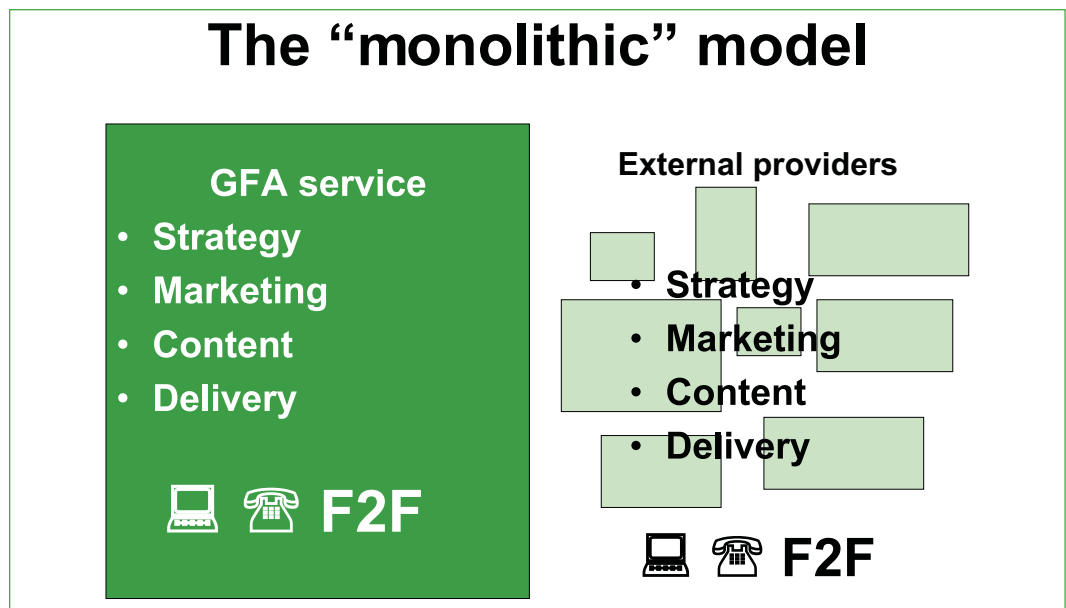 The “monolithic” model
GFA service
• Strategy
• Marketing
• Content
• Delivery
F2F
External providers
• Strategy
• Marketing
• Content
• Delivery
F2F